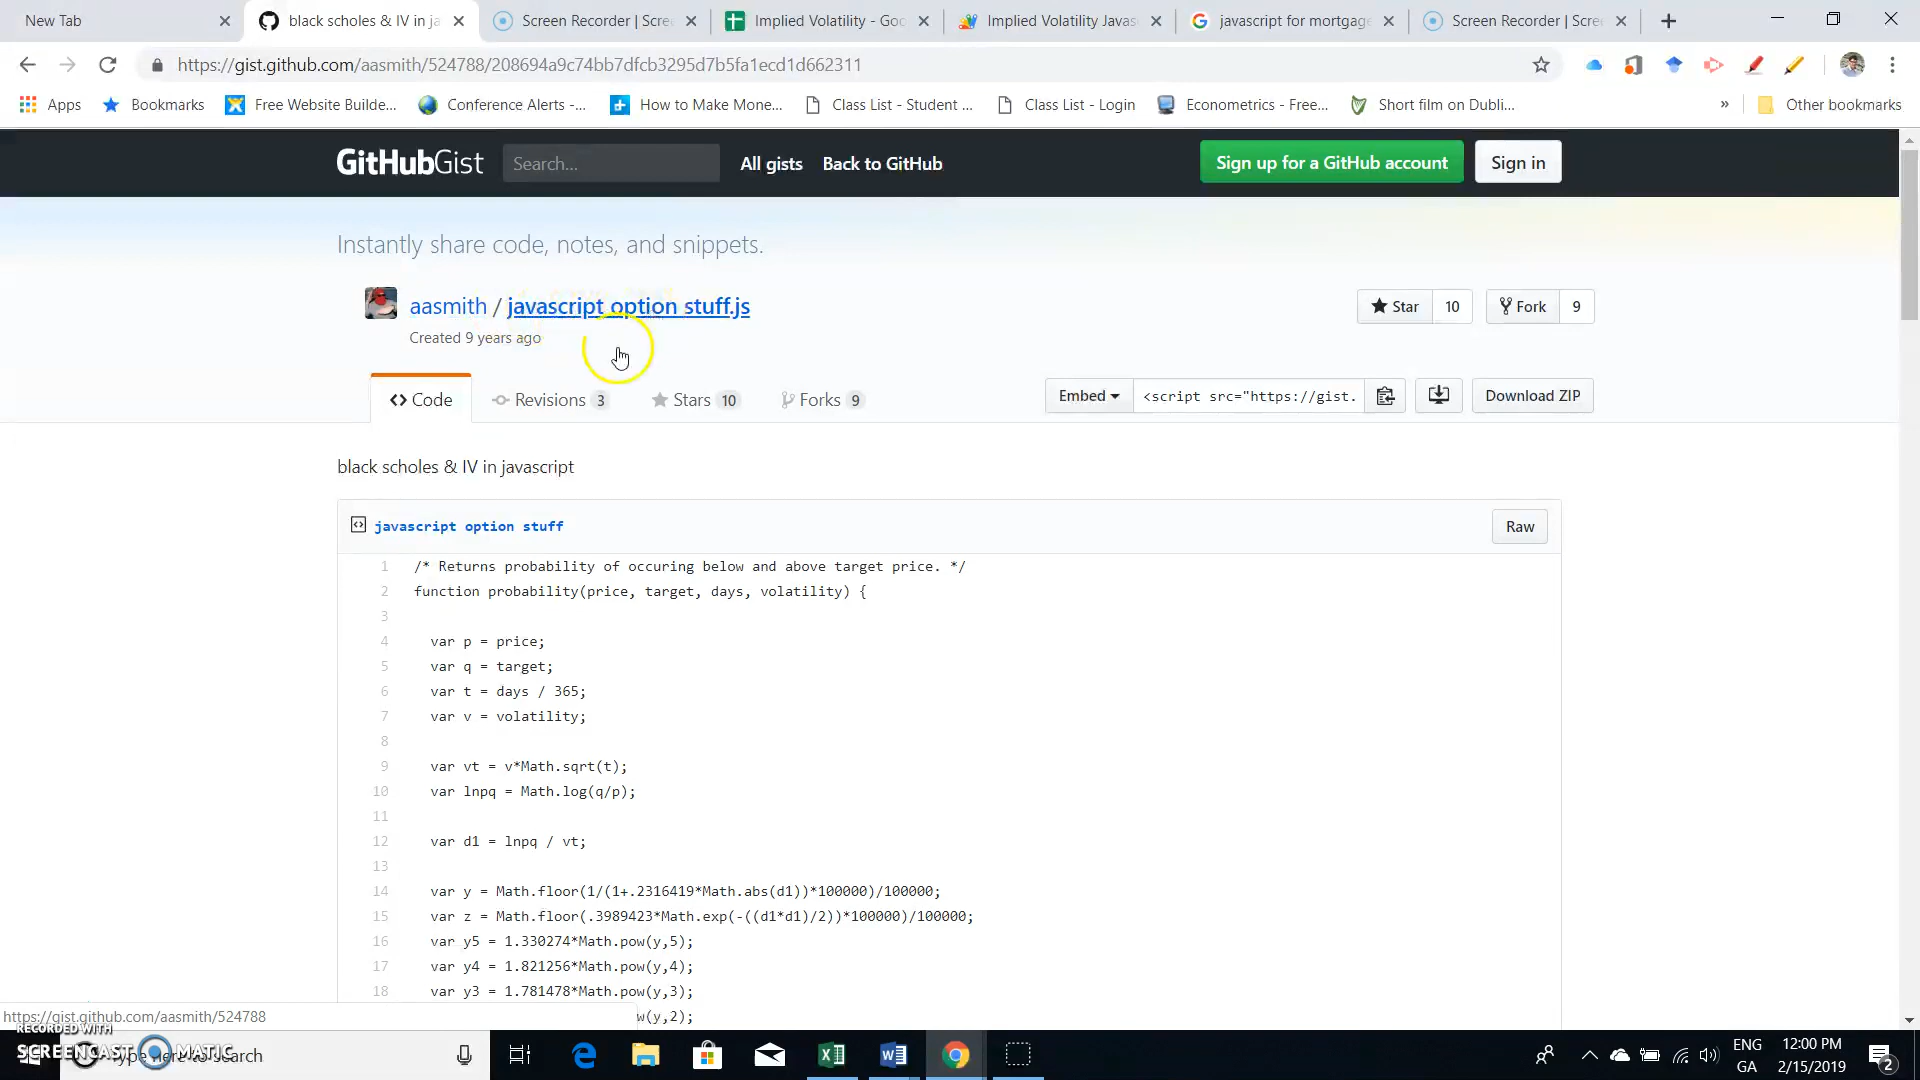 New Tab
black scholes & IV in ja
Screen Recorder | Scre
Implied Volatility - Goo
Implied Volatility Javas
javascript for mortgage
Screen Recorder | Scre
https://gist.github.com/aasmith/524788/208694a9c74bb7dfcb3295d7b5fa1ecd1d662311
Apps
Bookmarks
Free Website Builde...
Conference Alerts -...
How to Make Mone...
Class List - Student ...
Class List - Login
Econometrics - Free...
Short film on Dubli...
»
Other bookmarks
GitHubGist
Search...
All gists
Back to GitHub
Sign up for a GitHub account
Sign in
Instantly share code, notes, and snippets.
aasmith / javascript option stuff.js
Created 9 years ago
Star 10
Fork 9
<> Code
Revisions 3
Stars 10
Forks 9
Embed
<script src="https://gist.
Download ZIP
black scholes & IV in javascript
javascript option stuff
Raw
1 /* Returns probability of occuring below and above target price. */
2 function probability(price, target, days, volatility) {
3
4 var p = price;
5 var q = target;
6 var t = days / 365;
7 var v = volatility;
8
9 var vt = v*Math.sqrt(t);
10 var lnpq = Math.log(q/p);
11
12 var d1 = lnpq / vt;
13
14 var y = Math.floor(1/(1+.2316419*Math.abs(d1))*100000)/100000;
15 var z = Math.floor(.3989423*Math.exp(-((d1*d1)/2))*100000)/100000;
16 var y5 = 1.330274*Math.pow(y,5);
17 var y4 = 1.821256*Math.pow(y,4);
18 var y3 = 1.781478*Math.pow(y,3);
w(y,2);
https://gist.github.com/aasmith/524788
RECORDED WITH
SCREENCAST MATIC
Type here to search
ENG
GA
12:00 PM
2/15/2019
2